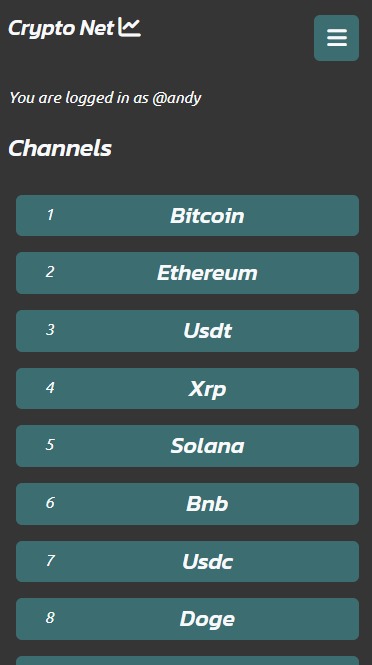 Crypto Net
You are logged in as @andy
Channels
1 Bitcoin
2 Ethereum
3 Usdt
4 Xrp
5 Solana
6 Bnb
7 Usdc
8 Doge